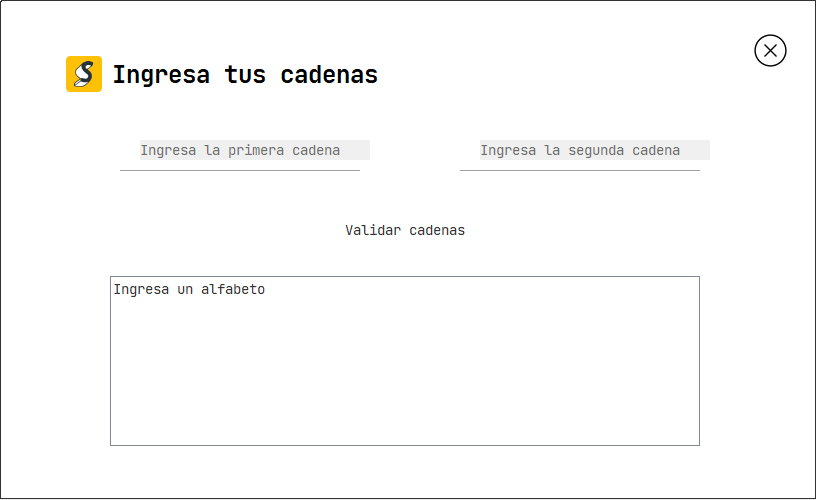 Ingresa tus cadenas
Ingresa la primera cadena
Ingresa la segunda cadena
Validar cadenas
Ingresa un alfabeto